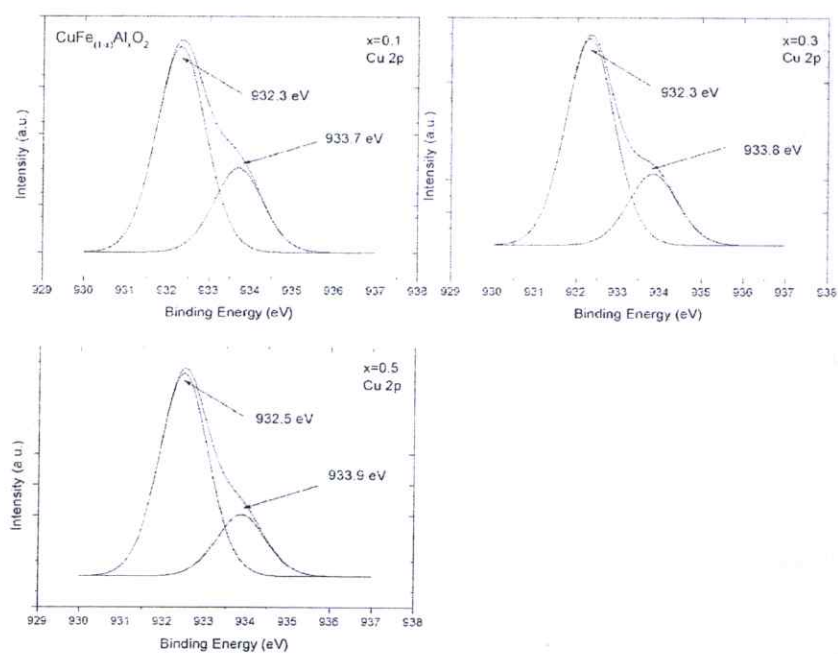 CuFe(1-x)AlxO2
x=0.1
Cu 2p
932.3 eV
933.7 eV
Intensity (a.u.)
929 930 931 932 933 934 935 936 937 938
Binding Energy (eV)
x=0.3
Cu 2p
932.3 eV
933.8 eV
Intensity (a.u.)
929 930 931 932 933 934 935 936 937 938
Binding Energy (eV)
x=0.5
Cu 2p
932.5 eV
933.9 eV
Intensity (a.u.)
929 930 931 932 933 934 935 936 937 938
Binding Energy (eV)